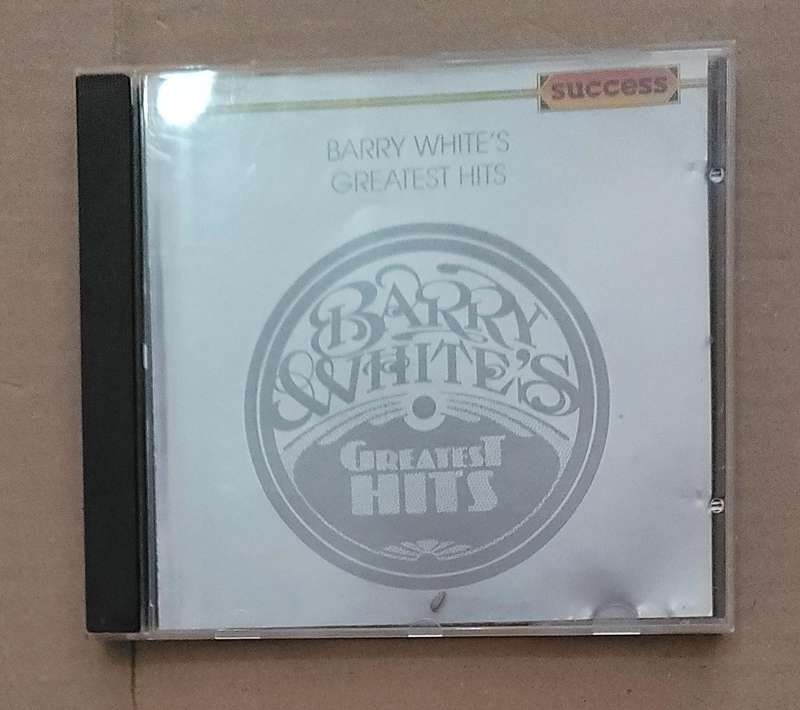 success
BARRY WHITE'S
GREATEST HITS
BARRY
WHITE'S
GREATEST
HITS